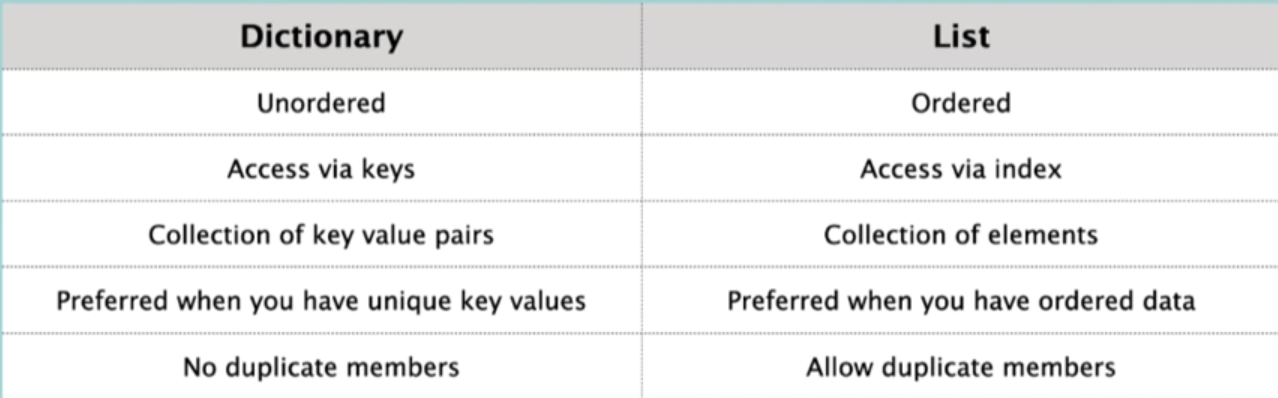 Dictionary List
Unordered Ordered
Access via keys Access via index
Collection of key value pairs Collection of elements
Preferred when you have unique key values Preferred when you have ordered data
No duplicate members Allow duplicate members